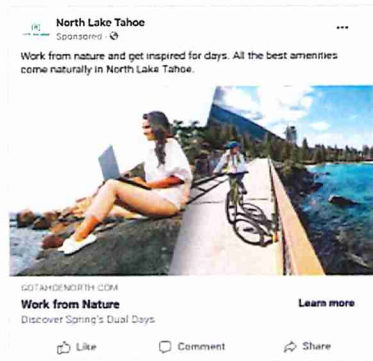 North Lake Tahoe
Sponsored ·
Work from nature and get inspired for days. All the best amenities
come naturally in North Lake Tahoe.
GOTAHOENORTH.COM
Work from Nature
Learn more
Discover Spring's Dual Days
Like
Comment
Share